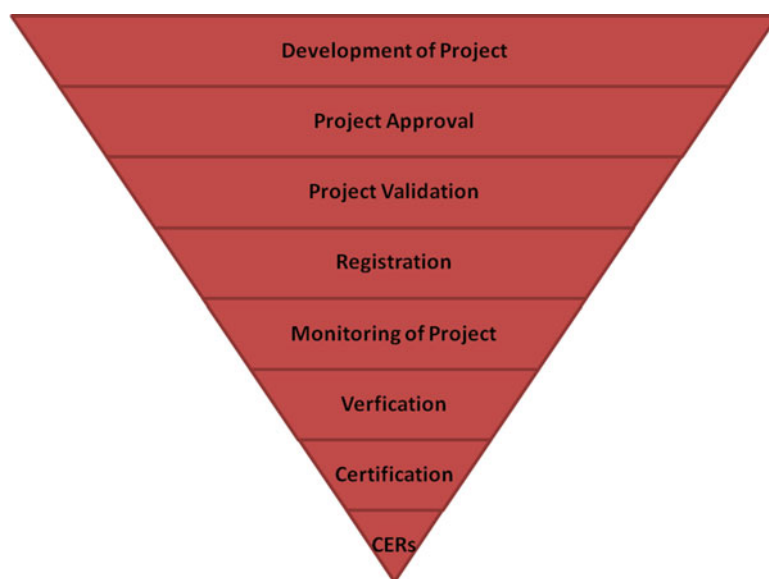 Development of Project
Project Approval
Project Validation
Registration
Monitoring of Project
Verfication
Certification
CERs